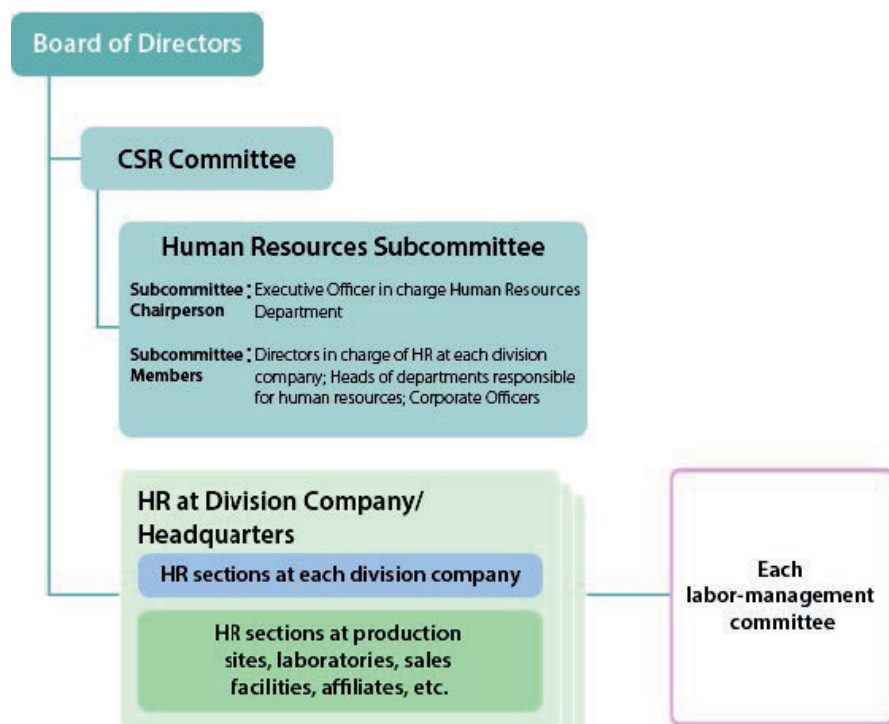 Board of Directors
CSR Committee
Human Resources Subcommittee
Subcommittee : Executive Officer in charge Human Resources
Chairperson Department
Subcommittee : Directors in charge of HR at each division
Members company; Heads of departments responsible
for human resources; Corporate Officers
HR at Division Company/
Headquarters
HR sections at each division company
HR sections at production
sites, laboratories, sales
facilities, affiliates, etc.
Each
labor-management
committee